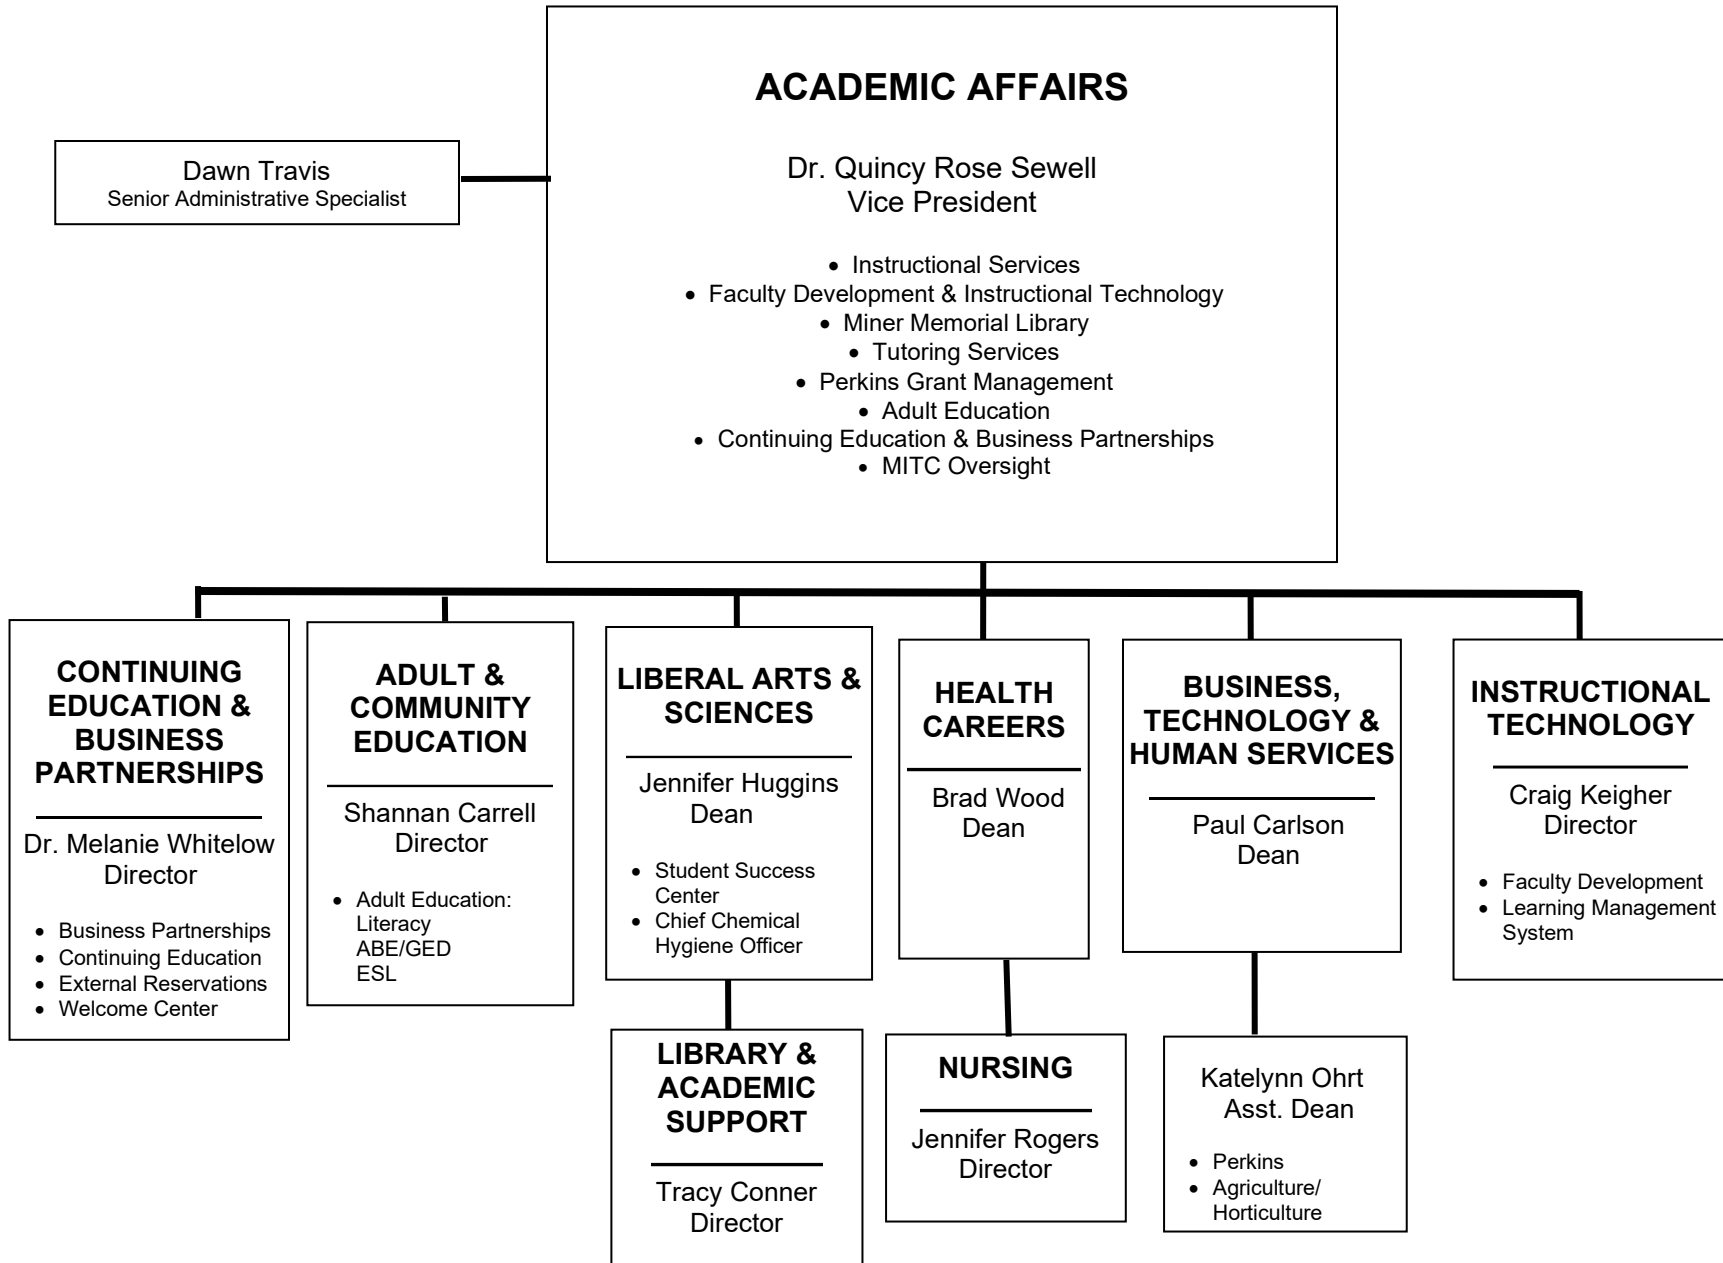 ACADEMIC AFFAIRS
Dawn Travis
Senior Administrative Specialist
Dr. Quincy Rose Sewell
Vice President
• Instructional Services
• Faculty Development & Instructional Technology
• Miner Memorial Library
• Tutoring Services
• Perkins Grant Management
• Adult Education
• Continuing Education & Business Partnerships
• MITC Oversight
CONTINUING
EDUCATION &
BUSINESS
PARTNERSHIPS
Dr. Melanie Whitelow
Director
• Business Partnerships
• Continuing Education
• External Reservations
• Welcome Center
ADULT &
COMMUNITY
EDUCATION
Shannan Carrell
Director
• Adult Education:
Literacy
ABE/GED
ESL
LIBERAL ARTS &
SCIENCES
Jennifer Huggins
Dean
• Student Success
Center
• Chief Chemical
Hygiene Officer
HEALTH
CAREERS
Brad Wood
Dean
BUSINESS,
TECHNOLOGY &
HUMAN SERVICES
Paul Carlson
Dean
INSTRUCTIONAL
TECHNOLOGY
Craig Keigher
Director
• Faculty Development
• Learning Management
System
LIBRARY &
ACADEMIC
SUPPORT
Tracy Conner
Director
NURSING
Jennifer Rogers
Director
Katelynn Ohrt
Asst. Dean
• Perkins
• Agriculture/
Horticulture